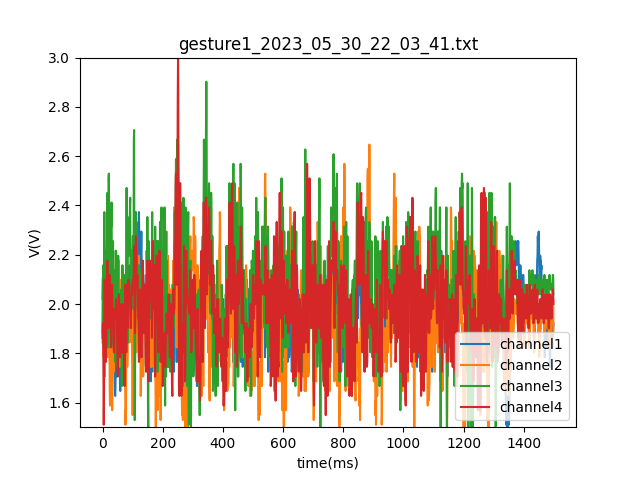 gesture1_2023_05_30_22_03_41.txt
3.0
2.8
2.6
2.4
2.2
2.0
1.8
1.6
V(V)
channel1
channel2
channel3
channel4
0 200 400 600 800 1000 1200 1400
time(ms)